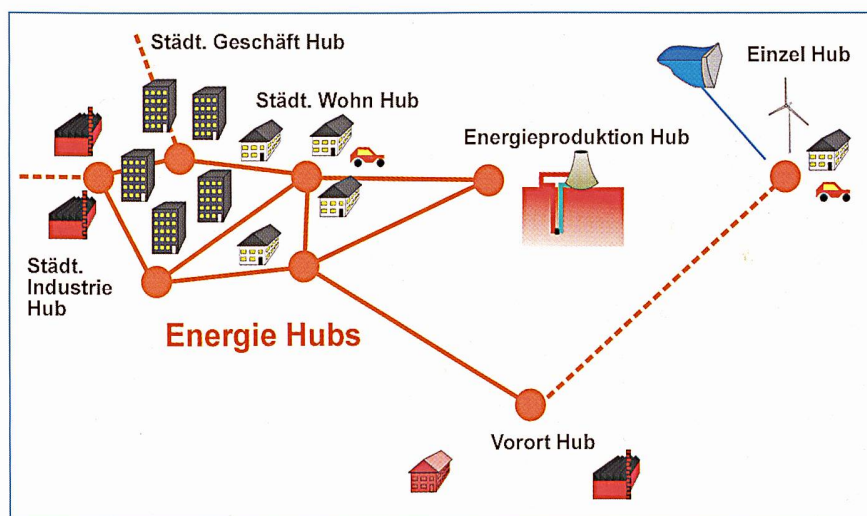 Städt. Geschäft Hub
Einzel Hub
Städt. Wohn Hub
Energieproduktion Hub
Städt.
Industrie
Hub
Energie Hubs
Vorort Hub